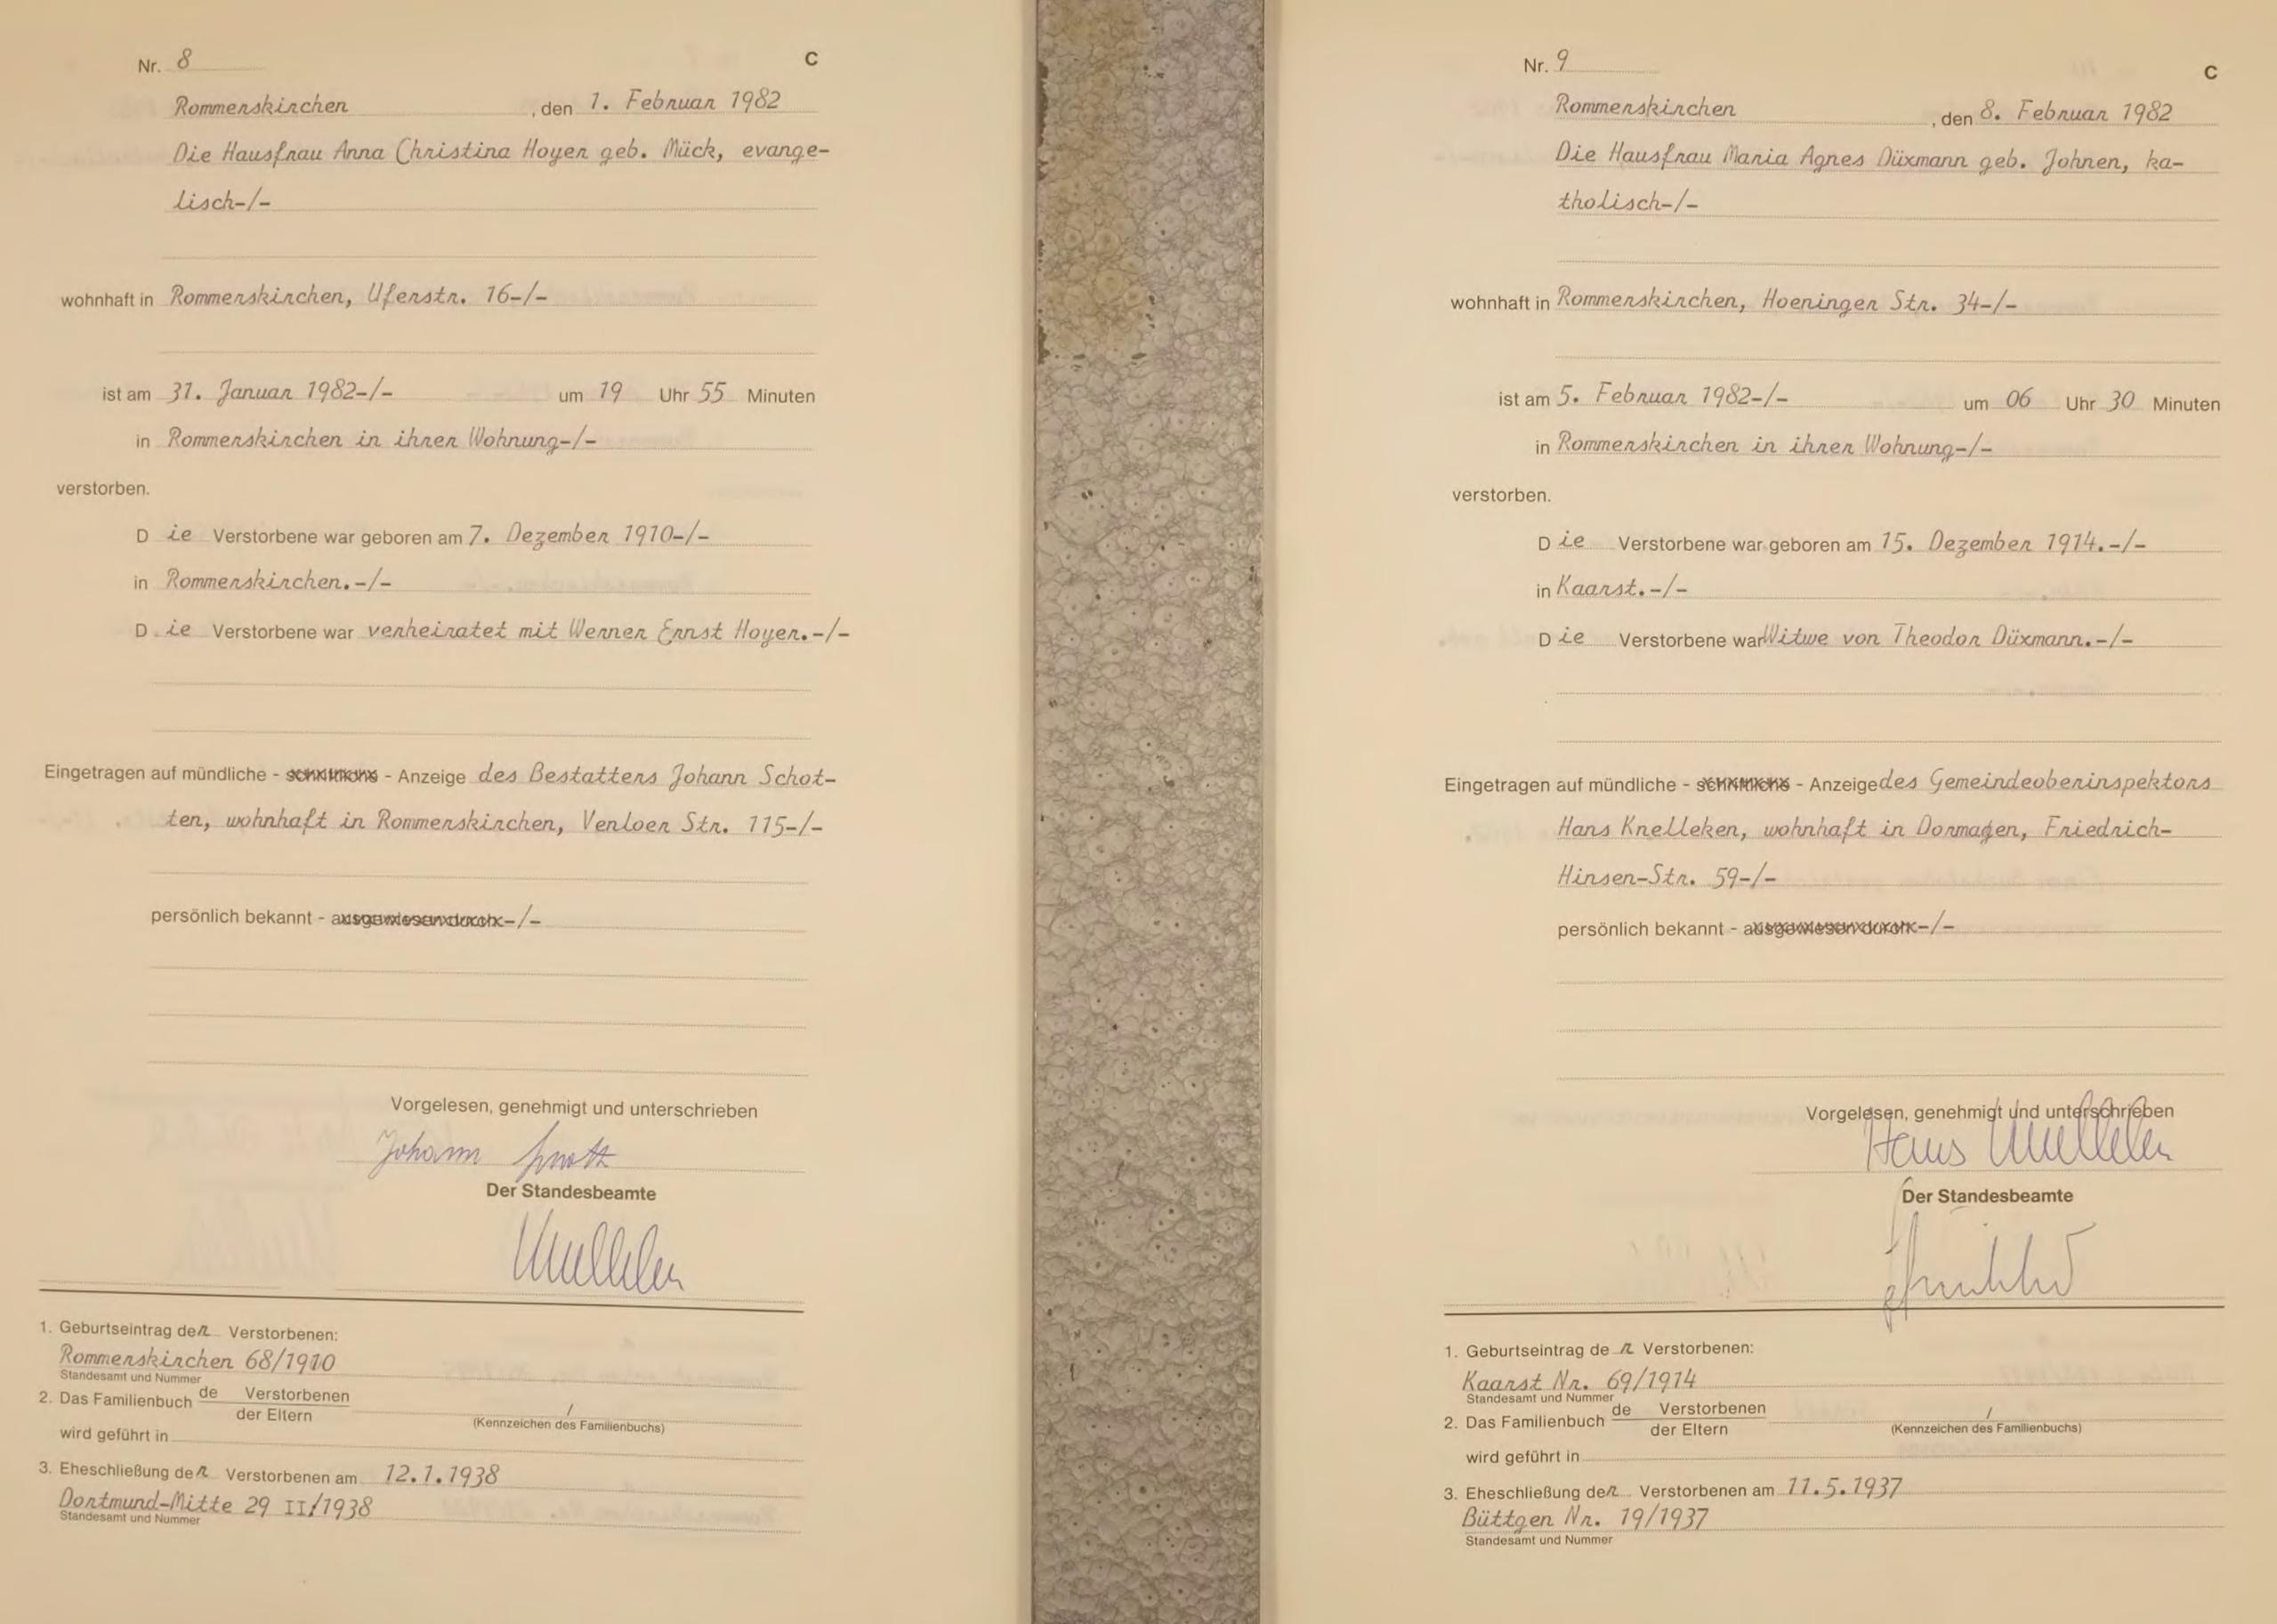 Nr. 8
C
Rommerskirchen, den 1. Februar 1982
Die Hausfrau Anna Christina Hoyer geb. Mück, evange-
lisch-/-
wohnhaft in Rommerskirchen, Uferstr. 16-/-
ist am 31. Januar 1982-/- um 19 Uhr 55 Minuten
in Rommerskirchen in ihrer Wohnung-/-
verstorben.
Die Verstorbene war geboren am 7. Dezember 1910-/-
in Rommerskirchen.-/-
Die Verstorbene war verheiratet mit Werner Ernst Hoyer.-/-
Eingetragen auf mündliche - schriftliche - Anzeige des Bestatters Johann Schot-
ten, wohnhaft in Rommerskirchen, Venloer Str. 115-/-
persönlich bekannt - ausgewiesen durch-/-
Vorgelesen, genehmigt und unterschrieben
Johann
Der Standesbeamte
1. Geburtseintrag der Verstorbenen:
Rommerskirchen 68/1910
Standesamt und Nummer
2. Das Familienbuch de Verstorbenen
der Eltern
/
(Kennzeichen des Familienbuchs)
wird geführt in
3. Eheschließung der Verstorbenen am 12.1.1938
Dortmund-Mitte 29 II/1938
Standesamt und Nummer
Nr. 9
C
Rommerskirchen, den 8. Februar 1982
Die Hausfrau Maria Agnes Düxmann geb. Johnen, ka-
tholisch-/-
wohnhaft in Rommerskirchen, Hoeninger Str. 34-/-
ist am 5. Februar 1982-/- um 06 Uhr 30 Minuten
in Rommerskirchen in ihrer Wohnung-/-
verstorben.
Die Verstorbene war geboren am 15. Dezember 1914.-/-
in Kaarst.-/-
Die Verstorbene war Witwe von Theodor Düxmann.-/-
Eingetragen auf mündliche - schriftliche - Anzeige des Gemeindeoberinspektors
Hans Knelleken, wohnhaft in Dormagen, Friedrich-
Hinsen-Str. 59-/-
persönlich bekannt - ausgewiesen durch-/-
Vorgelesen, genehmigt und unterschrieben
Hans Knelleken
Der Standesbeamte
1. Geburtseintrag der Verstorbenen:
Kaarst Nr. 69/1914
Standesamt und Nummer
2. Das Familienbuch de Verstorbenen
der Eltern
/
(Kennzeichen des Familienbuchs)
wird geführt in
3. Eheschließung der Verstorbenen am 11.5.1937
Büttgen Nr. 19/1937
Standesamt und Nummer